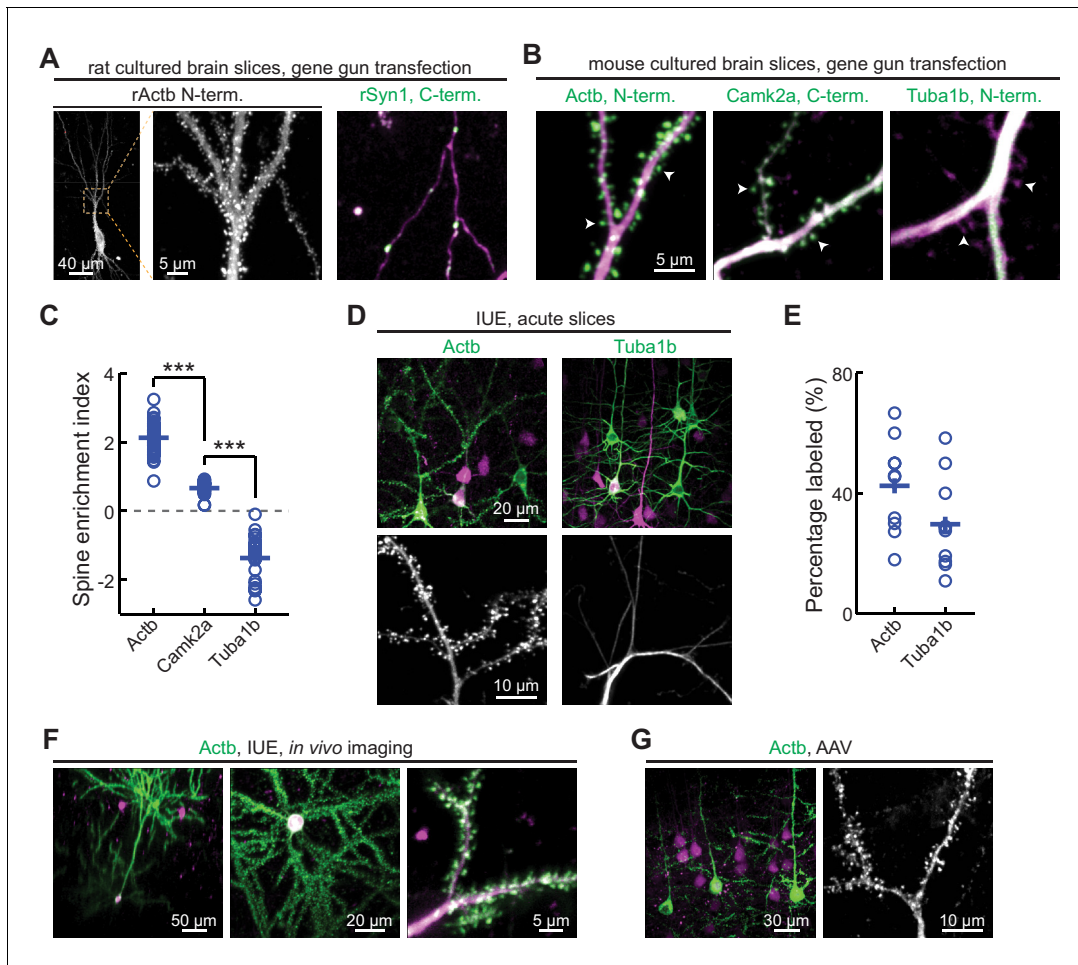 A
rat cultured brain slices, gene gun transfection
rActb N-term.
rSyn1, C-term.
40 µm
5 µm
B
mouse cultured brain slices, gene gun transfection
Actb, N-term.
Camk2a, C-term.
Tuba1b, N-term.
5 µm
C
Spine enrichment index
4
2
0
-2
***
***
Actb
Camk2a
Tuba1b
D
IUE, acute slices
Actb
Tuba1b
20 µm
10 µm
E
Percentage labeled (%)
80
40
0
Actb
Tuba1b
F
Actb, IUE, in vivo imaging
50 µm
20 µm
5 µm
G
Actb, AAV
30 µm
10 µm